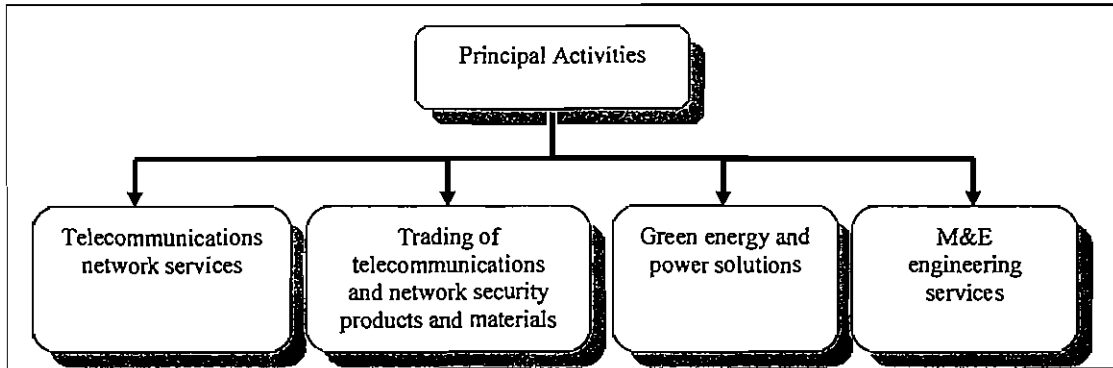 Principal Activities
Telecommunications
network services
Trading of
telecommunications
and network security
products and materials
Green energy and
power solutions
M&E
engineering
services